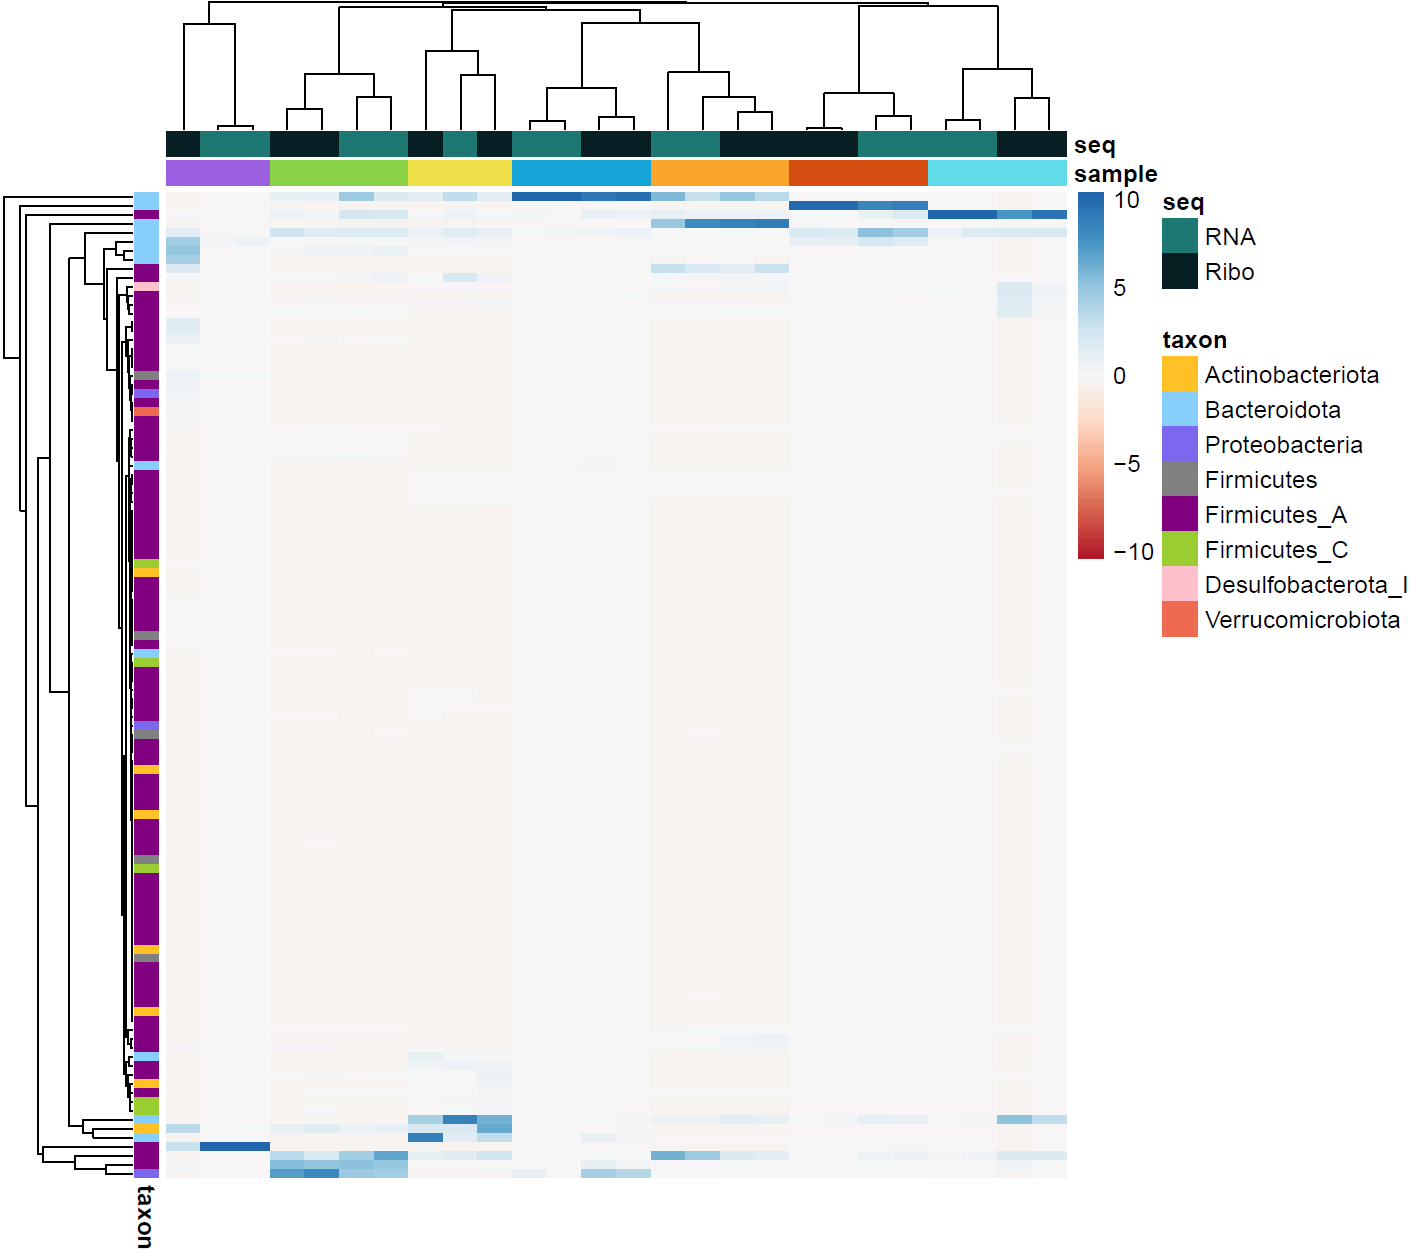 seq
sample
10
5
0
−5
−10
seq
RNA
Ribo
taxon
Actinobacteriota
Bacteroidota
Proteobacteria
Firmicutes
Firmicutes_A
Firmicutes_C
Desulfobacterota_I
Verrucomicrobiota
taxon